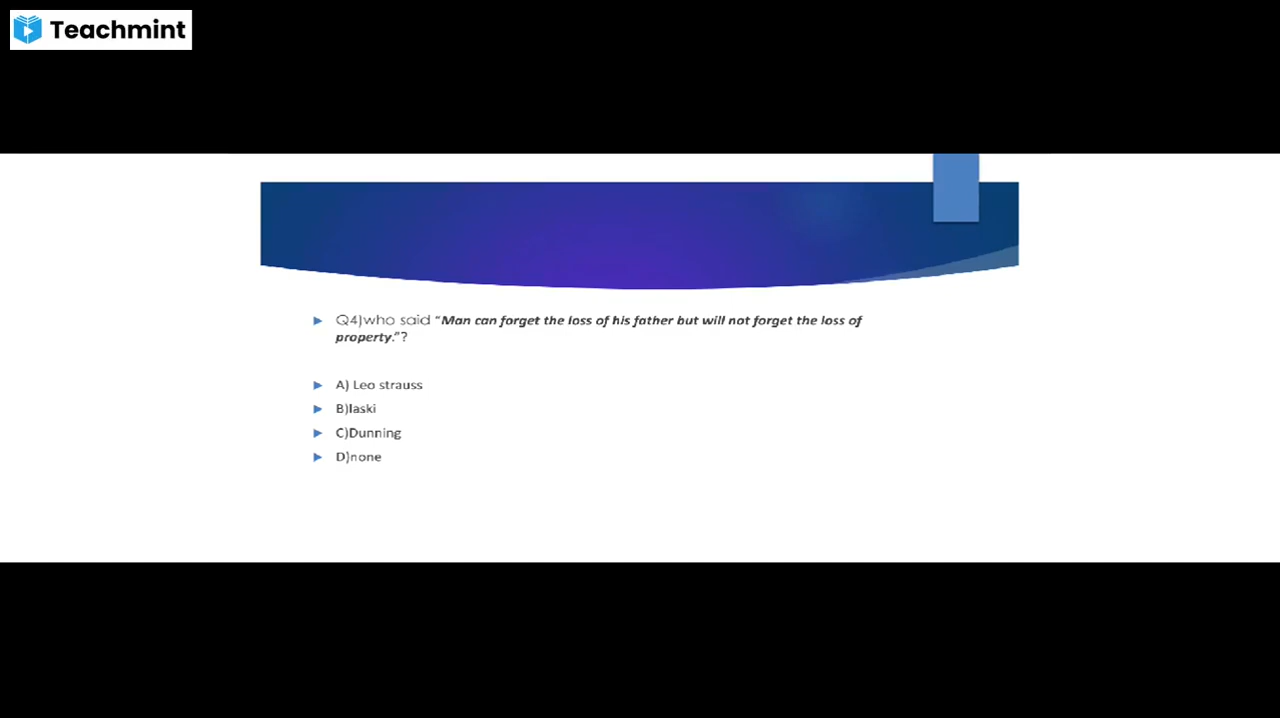 Teachmint
Q4)who said "Man can forget the loss of his father but will not forget the loss of
property."?
A) Leo strauss
B)laski
C)Dunning
D)none